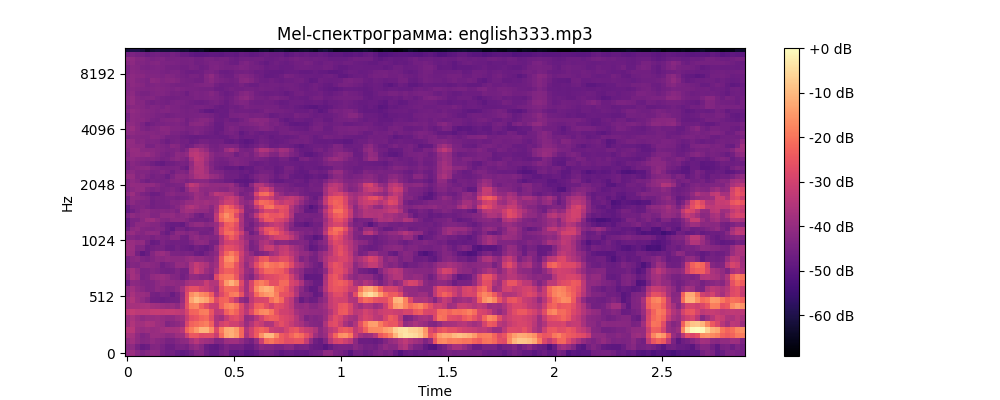 Mel-спектрограмма: english333.mp3
Hz
8192
4096
2048
1024
512
0
0
0.5
1
1.5
2
2.5
Time
+0 dB
-10 dB
-20 dB
-30 dB
-40 dB
-50 dB
-60 dB